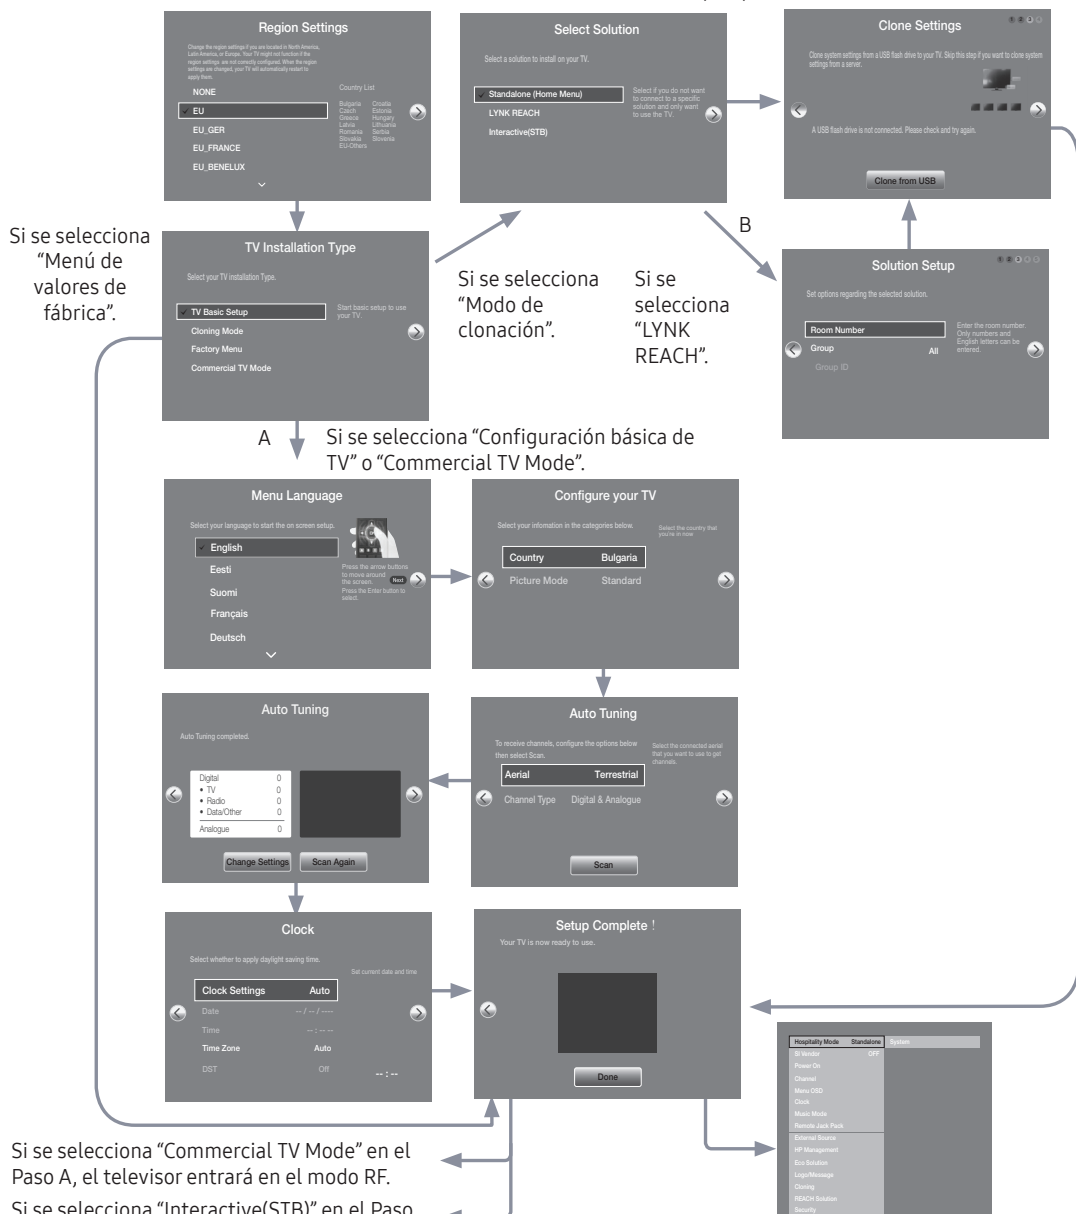 Region Settings
Change the region settings if you are located in North America,
Latin America, or Europe. Your TV might not function if the
region settings are not correctly configured. When the region
settings are changed, your TV will automatically restart to
apply them.
NONE
EU
EU_GER
EU_FRANCE
EU_BENELUX
Country List
Bulgaria Croatia
Czech Estonia
Greece Hungary
Latvia Lithuania
Romania Serbia
Slovakia Slovenia
EU-Others
Select Solution
Select a solution to install on your TV.
Standalone (Home Menu)
LYNK REACH
Interactive(STB)
Select if you do not want
to connect to a specific
solution and only want
to use the TV.
Clone Settings
Clone system settings from a USB flash drive to your TV. Skip this step if you want to clone system
settings from a server.
A USB flash drive is not connected. Please check and try again.
Clone from USB
Si se selecciona
“Menú de
valores de
fábrica”.
TV Installation Type
Select your TV installation Type.
TV Basic Setup
Cloning Mode
Factory Menu
Commercial TV Mode
Start basic setup to use
your TV.
Si se selecciona
“Modo de
clonación”.
Si se
selecciona
“LYNK
REACH”.
B
Solution Setup
Set options regarding the selected solution.
Room Number
Group All
Group ID
Enter the room number.
Only numbers and
English letters can be
entered.
A
Si se selecciona “Configuración básica de
TV” o “Commercial TV Mode”.
Menu Language
Select your language to start the on screen setup.
English
Eesti
Suomi
Français
Deutsch
Press the arrow buttons
to move around
the screen.
Press the Enter button to
select.
Next
Configure your TV
Select your infomation in the categories below.
Select the country that
you're in now
Country Bulgaria
Picture Mode Standard
Auto Tuning
Auto Tuning completed.
Digital 0
• TV 0
• Radio 0
• Data/Other 0
Analogue 0
Change Settings
Scan Again
Auto Tuning
To receive channels, configure the options below
then select Scan.
Select the connected aerial
that you want to use to get
channels.
Aerial Terrestrial
Channel Type Digital & Analogue
Scan
Clock
Select whether to apply daylight saving time.
Set current date and time
Clock Settings Auto
Date -- / -- / ----
Time -- : -- --
Time Zone Auto
DST Off
-- : --
Setup Complete !
Your TV is now ready to use.
Done
Hospitality Mode Standalone
System
SI Vendor OFF
Power On
Channel
Menu OSD
Clock
Music Mode
Remote Jack Pack
External Source
HP Management
Eco Solution
Logo/Message
Cloning
REACH Solution
Security
Si se selecciona “Commercial TV Mode” en el
Paso A, el televisor entrará en el modo RF.
Si se selecciona “Interactive(STB)” en el Paso